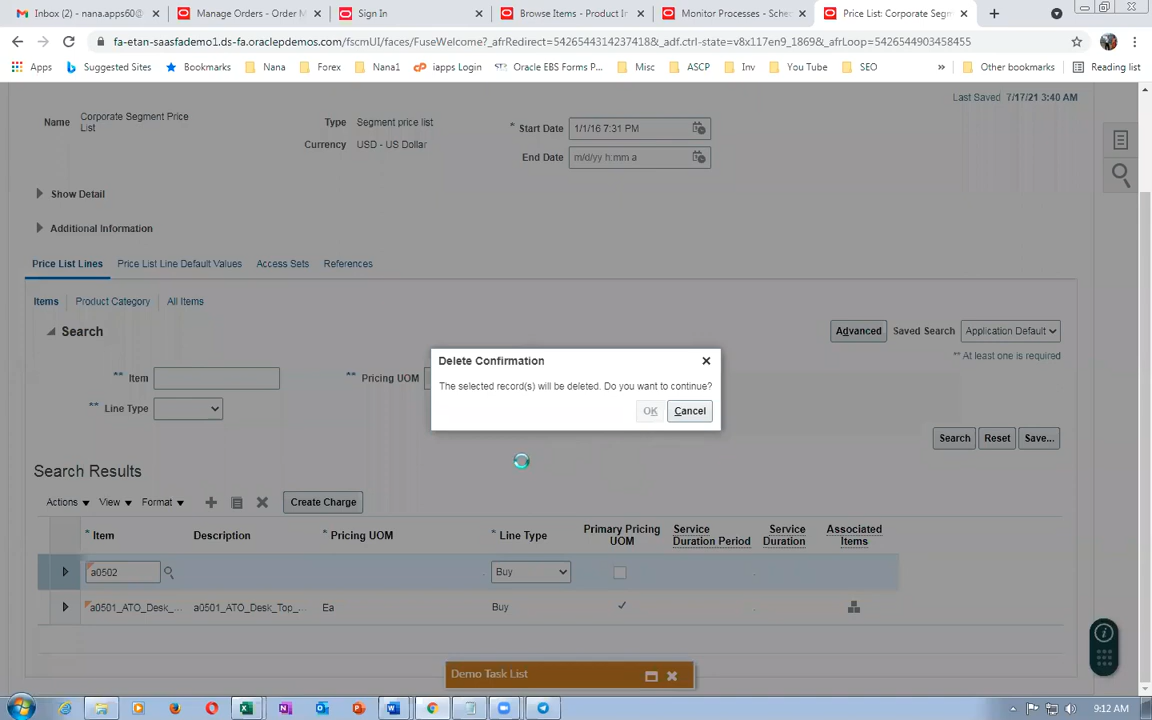 Inbox (2) - nana.apps60@
Manage Orders - Order M
Sign In
Browse Items - Product In
Monitor Processes - Sche
Price List: Corporate Segm
fa-etan-saasfademo1.ds-fa.oraclepdemos.com/fscmUI/faces/FuseWelcome?_afrRedirect=5426544314237418&_adf.ctrl-state=v8x117en9_1869&_afrLoop=5426544903458455
Apps Suggested Sites Bookmarks Nana Forex Nana1 iapps Login Oracle EBS Forms P... Misc ASCP Inv You Tube SEO » Other bookmarks Reading list
Last Saved 7/17/21 3:40 AM
Name Corporate Segment Price List
Type Segment price list
Currency USD - US Dollar
* Start Date 1/1/16 7:31 PM
End Date m/d/yy h:mm a
Show Detail
Additional Information
Price List Lines Price List Line Default Values Access Sets References
Items Product Category All Items
Search
Advanced Saved Search Application Default
** At least one is required
** Item
** Pricing UOM
** Line Type
Delete Confirmation
The selected record(s) will be deleted. Do you want to continue?
OK Cancel
Search Reset Save...
Search Results
Actions View Format Create Charge
* Item Description * Pricing UOM * Line Type Primary Pricing UOM Service Duration Period Service Duration Associated Items
a0502 Buy
a0501_ATO_Desk_... a0501_ATO_Desk_Top_... Ea Buy
Demo Task List
9:12 AM